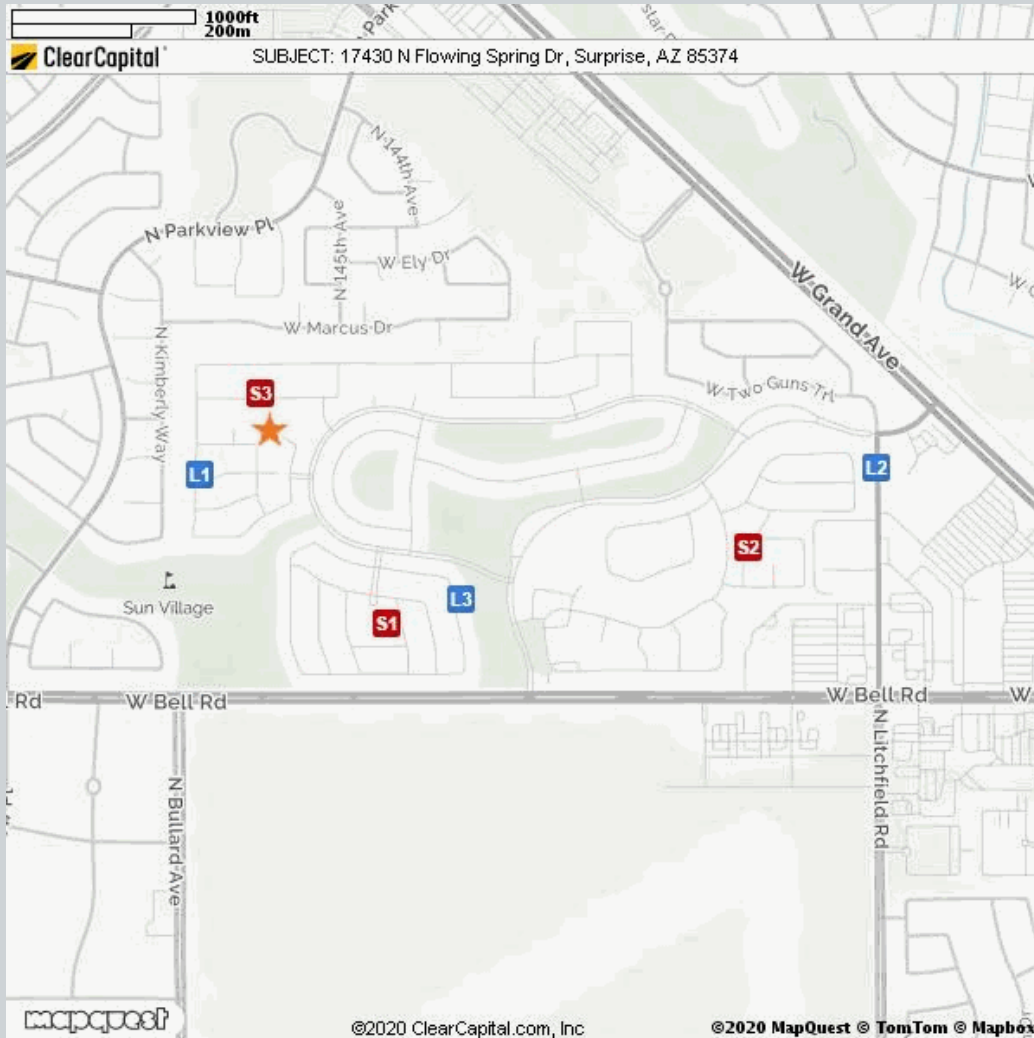 1000ft
200m
ClearCapital
SUBJECT: 17430 N Flowing Spring Dr, Surprise, AZ 85374
N 144th Ave
N Parkview Pl
N 145th Ave
W Ely Dr
W Grand Ave
W Marcus Dr
N Kimberly Way
S3
W Two Guns Trl
L1
L2
S2
Sun Village
L3
S1
Rd
W Bell Rd
W Bell Rd
W
N Litchfield Rd
N Bullard Ave
mapquest
©2020 ClearCapital.com, Inc
©2020 MapQuest © TomTom © Mapbox